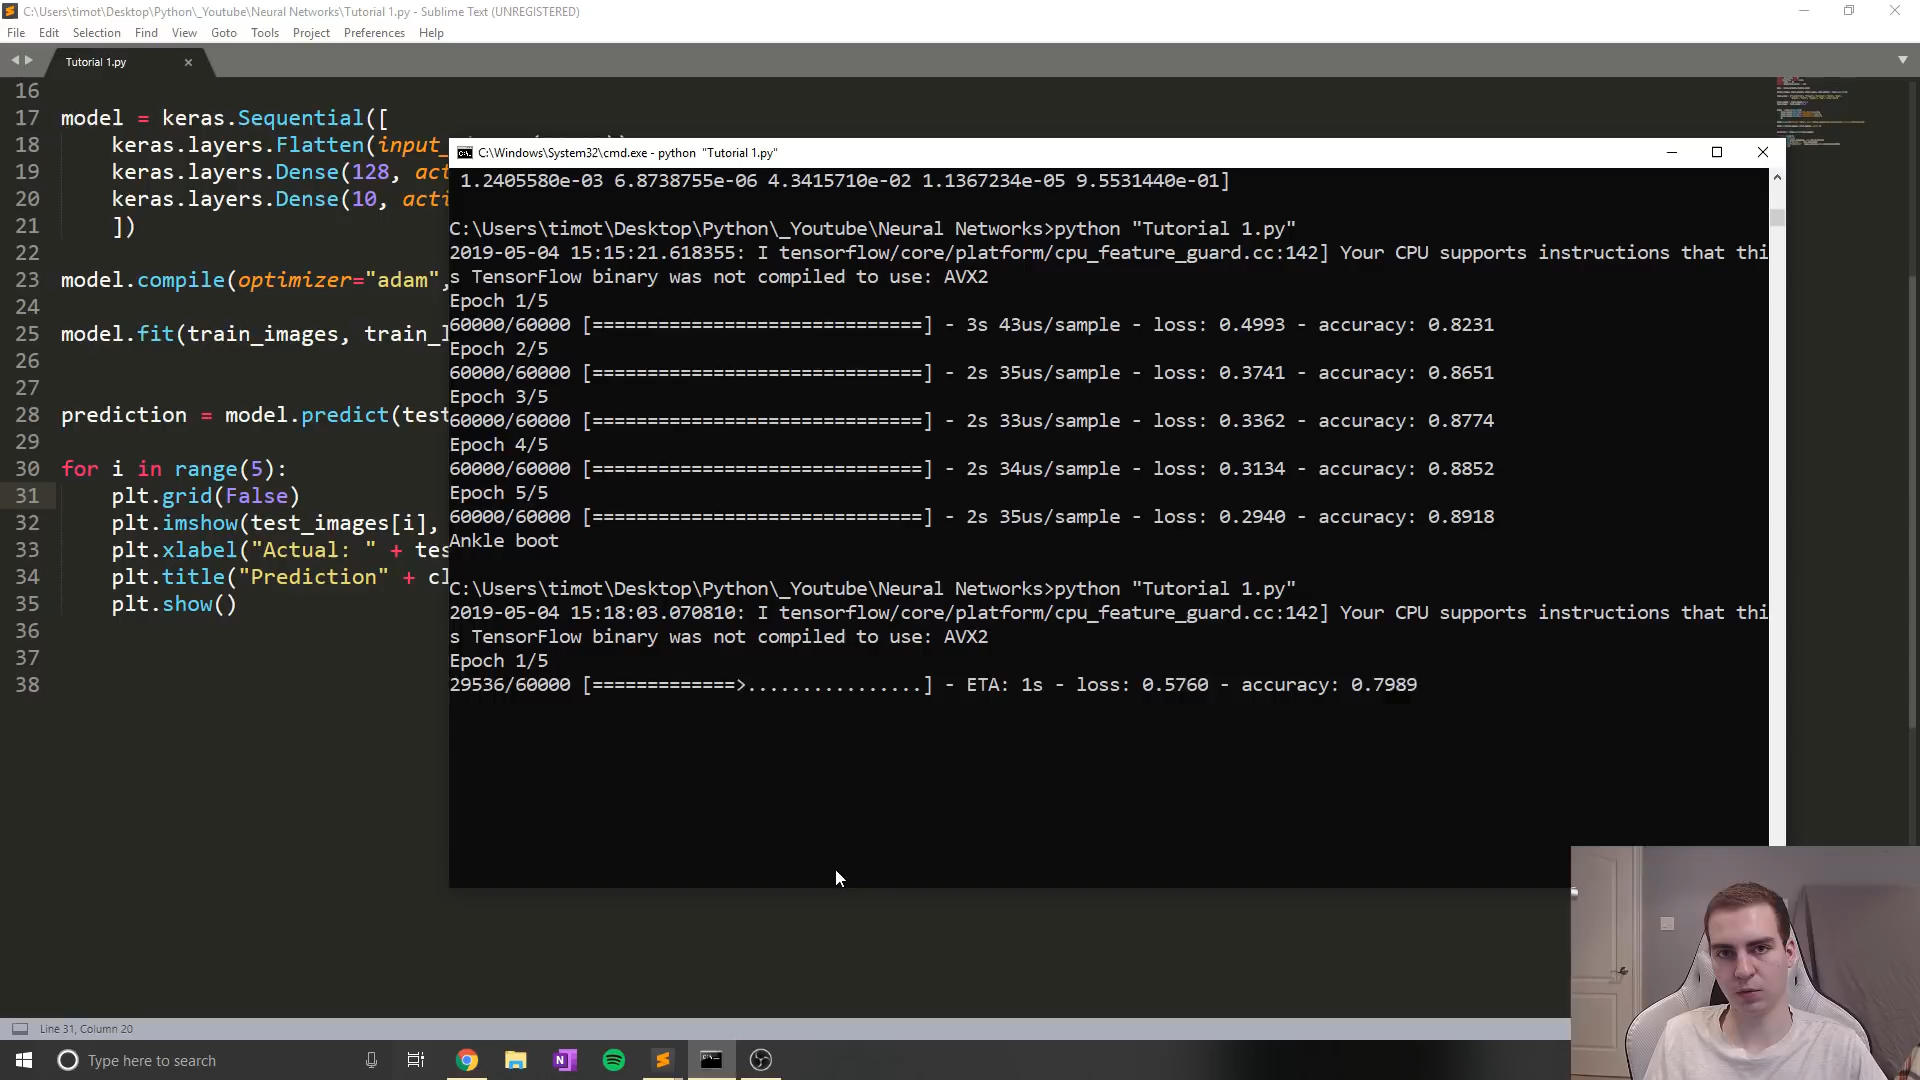 C:\Users\timot\Desktop\Python\_Youtube\Neural Networks\Tutorial 1.py - Sublime Text (UNREGISTERED)
File Edit Selection Find View Goto Tools Project Preferences Help
Tutorial 1.py
16
17 model = keras.Sequential([
18 keras.layers.Flatten(input_
19 keras.layers.Dense(128, act
20 keras.layers.Dense(10, acti
21 ])
22
23 model.compile(optimizer="adam",
24
25 model.fit(train_images, train_l
26
27
28 prediction = model.predict(test
29
30 for i in range(5):
31 plt.grid(False)
32 plt.imshow(test_images[i],
33 plt.xlabel("Actual: " + tes
34 plt.title("Prediction" + cl
35 plt.show()
36
37
38
C:\Windows\System32\cmd.exe - python "Tutorial 1.py"
1.2405580e-03 6.8738755e-06 4.3415710e-02 1.1367234e-05 9.5531440e-01]
C:\Users\timot\Desktop\Python\_Youtube\Neural Networks>python "Tutorial 1.py"
2019-05-04 15:15:21.618355: I tensorflow/core/platform/cpu_feature_guard.cc:142] Your CPU supports instructions that thi
s TensorFlow binary was not compiled to use: AVX2
Epoch 1/5
60000/60000 [==============================] - 3s 43us/sample - loss: 0.4993 - accuracy: 0.8231
Epoch 2/5
60000/60000 [==============================] - 2s 35us/sample - loss: 0.3741 - accuracy: 0.8651
Epoch 3/5
60000/60000 [==============================] - 2s 33us/sample - loss: 0.3362 - accuracy: 0.8774
Epoch 4/5
60000/60000 [==============================] - 2s 34us/sample - loss: 0.3134 - accuracy: 0.8852
Epoch 5/5
60000/60000 [==============================] - 2s 35us/sample - loss: 0.2940 - accuracy: 0.8918
Ankle boot
C:\Users\timot\Desktop\Python\_Youtube\Neural Networks>python "Tutorial 1.py"
2019-05-04 15:18:03.070810: I tensorflow/core/platform/cpu_feature_guard.cc:142] Your CPU supports instructions that thi
s TensorFlow binary was not compiled to use: AVX2
Epoch 1/5
29536/60000 [=============>................] - ETA: 1s - loss: 0.5760 - accuracy: 0.7989
Line 31, Column 20
Type here to search